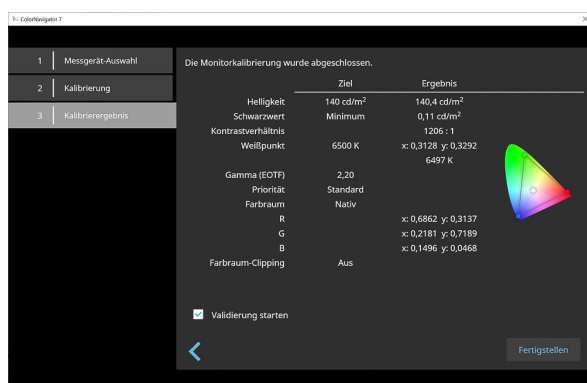 ColorNavigator 7
1 Messgerät-Auswahl
2 Kalibrierung
3 Kalibrierergebnis
Die Monitorkalibrierung wurde abgeschlossen.
Ziel Ergebnis
Helligkeit 140 cd/m² 140,4 cd/m²
Schwarzwert Minimum 0,11 cd/m²
Kontrastverhältnis 1206 : 1
Weißpunkt 6500 K x: 0,3128 y: 0,3292
6497 K
Gamma (EOTF) 2,20
Priorität Standard
Farbraum Nativ
R x: 0,6862 y: 0,3137
G x: 0,2181 y: 0,7189
B x: 0,1496 y: 0,0468
Farbraum-Clipping Aus
Validierung starten
Fertigstellen